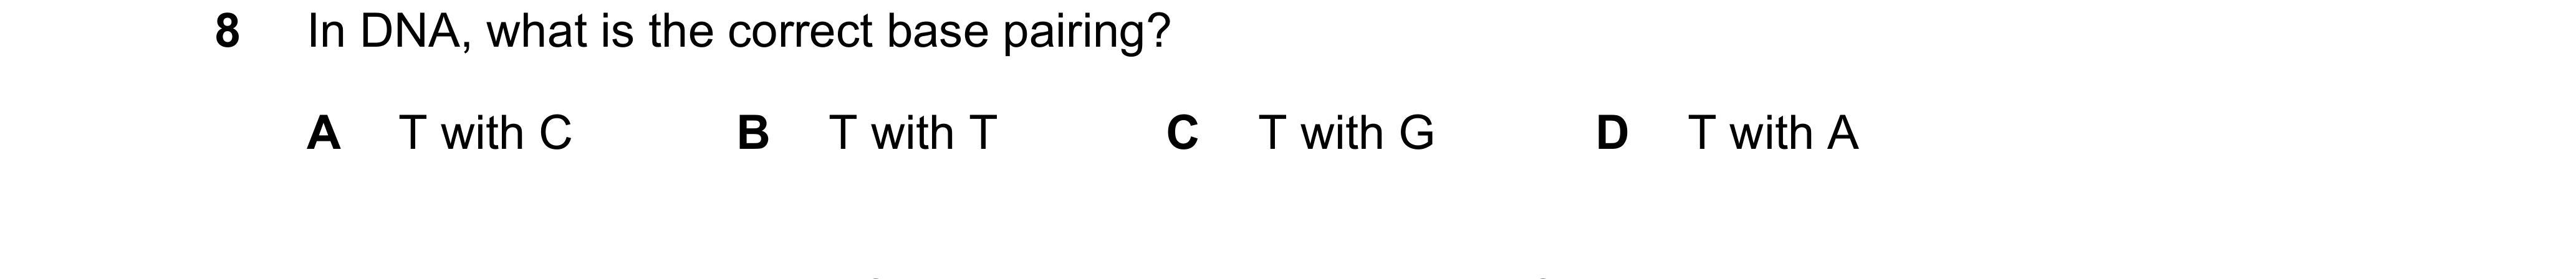 8 In DNA, what is the correct base pairing?
A T with C B T with T C T with G D T with A